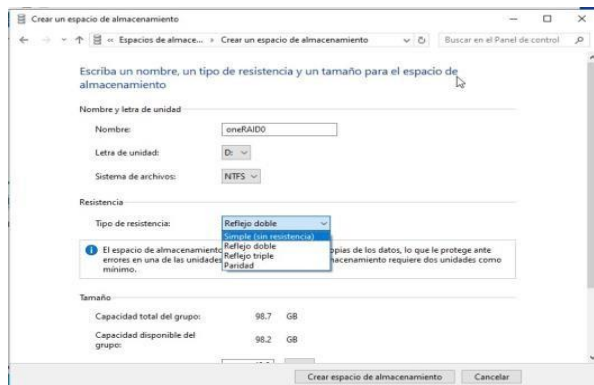 Crear un espacio de almacenamiento
« Espacios de almace... › Crear un espacio de almacenamiento
Buscar en el Panel de control
Escriba un nombre, un tipo de resistencia y un tamaño para el espacio de
almacenamiento
Nombre y letra de unidad
Nombre: oneRAID0
Letra de unidad: D:
Sistema de archivos: NTFS
Resistencia
Tipo de resistencia: Reflejo doble
Simple (sin resistencia)
Reflejo doble
Reflejo triple
Paridad
El espacio de almacenamiento opias de los datos, lo que le protege ante
errores en una de las unidades acenamiento requiere dos unidades como
mínimo.
Tamaño
Capacidad total del grupo: 98.7 GB
Capacidad disponible del
grupo: 98.2 GB
Crear espacio de almacenamiento Cancelar